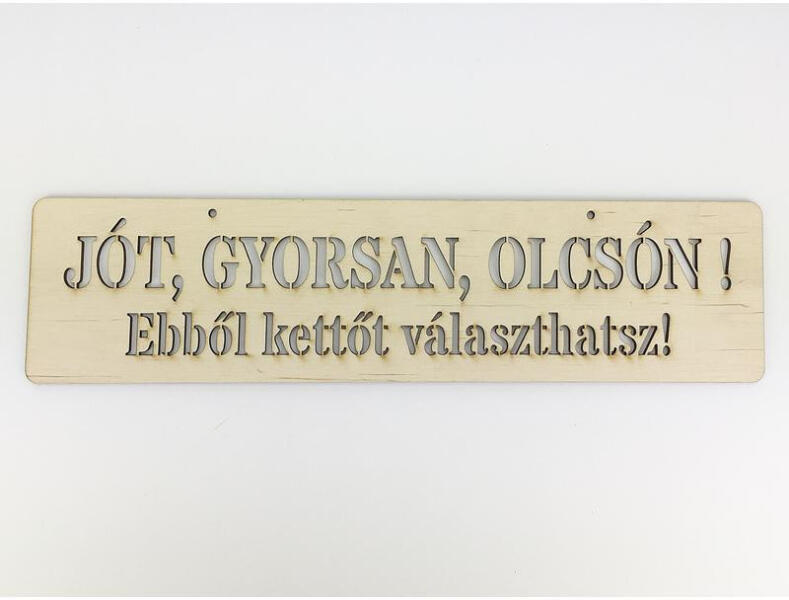 JÓT, GYORSAN, OLCSÓN !
Ebből kettőt választhatsz!